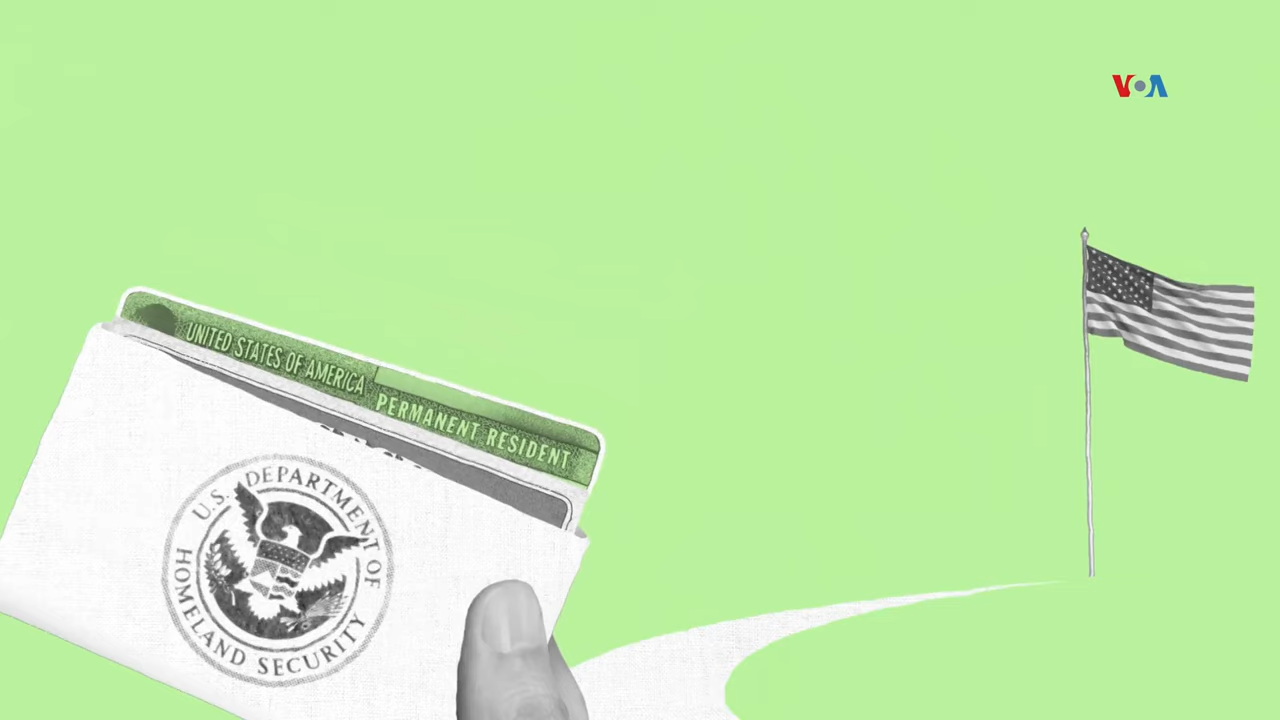 VOA
UNITED STATES OF AMERICA
PERMANENT RESIDENT
U.S. DEPARTMENT OF
HOMELAND SECURITY